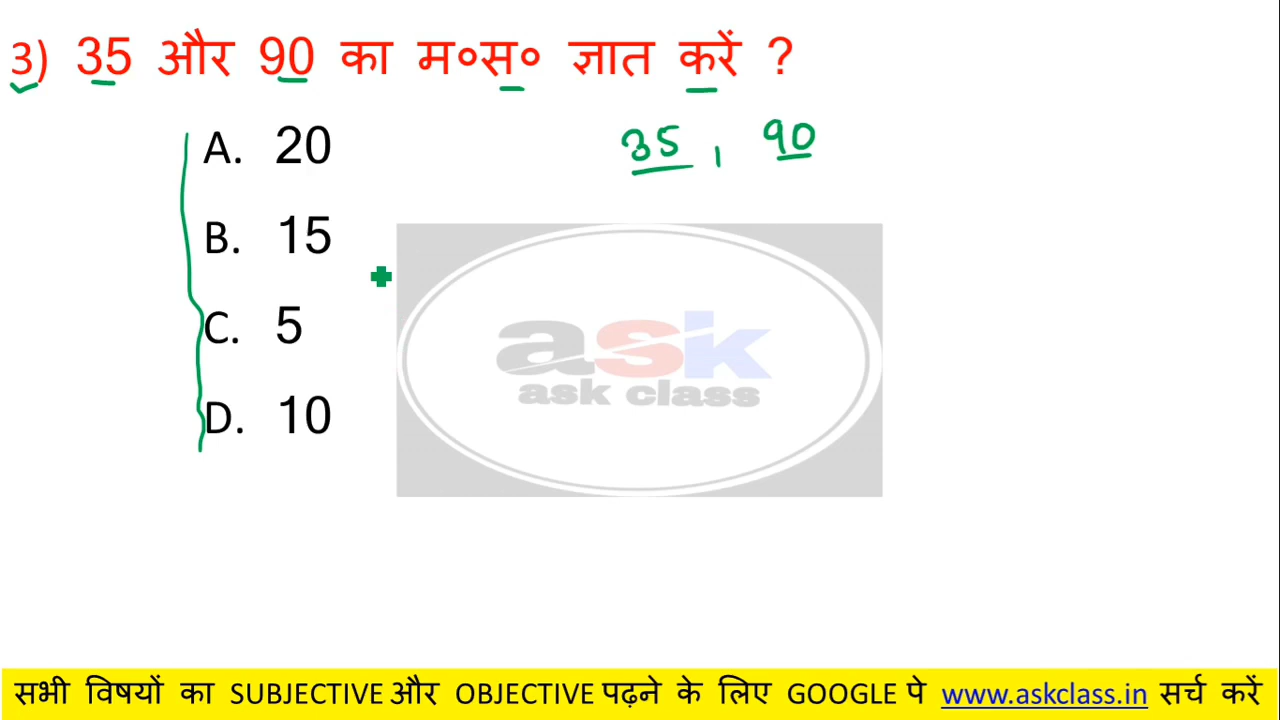 3) 35 और 90 का म०स० ज्ञात करें ?
35, 90
A. 20
B. 15
C. 5
D. 10
ask
ask class
सभी विषयों का SUBJECTIVE और OBJECTIVE पढ़ने के लिए GOOGLE पे www.askclass.in सर्च करें